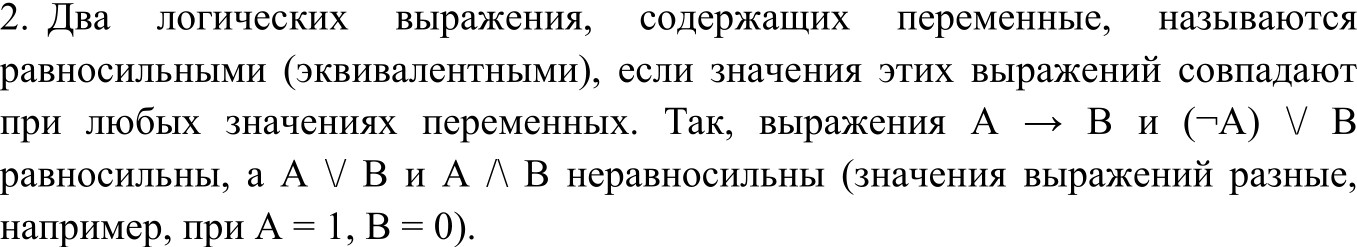 2. Два логических выражения, содержащих переменные, называются
равносильными (эквивалентными), если значения этих выражений совпадают
при любых значениях переменных. Так, выражения A → B и (¬A) \/ B
равносильны, а A \/ B и A /\ B неравносильны (значения выражений разные,
например, при A = 1, B = 0).